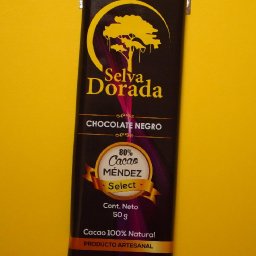 Selva
Dorada
CHOCOLATE NEGRO
80%
Cacao
MÉNDEZ
Select
Cont. Neto
50 g
Cacao 100% Natural
PRODUCTO ARTESANAL